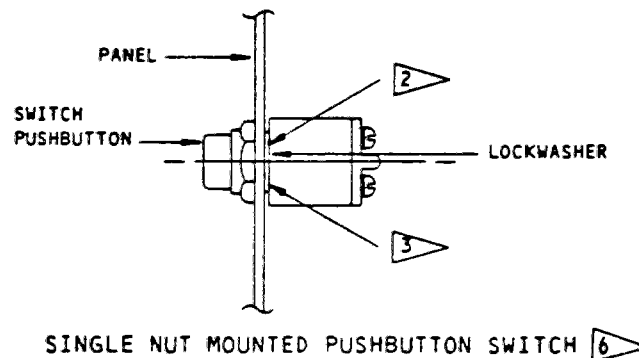 PANEL
2
SWITCH
PUSHBUTTON
LOCKWASHER
3
SINGLE NUT MOUNTED PUSHBUTTON SWITCH 6